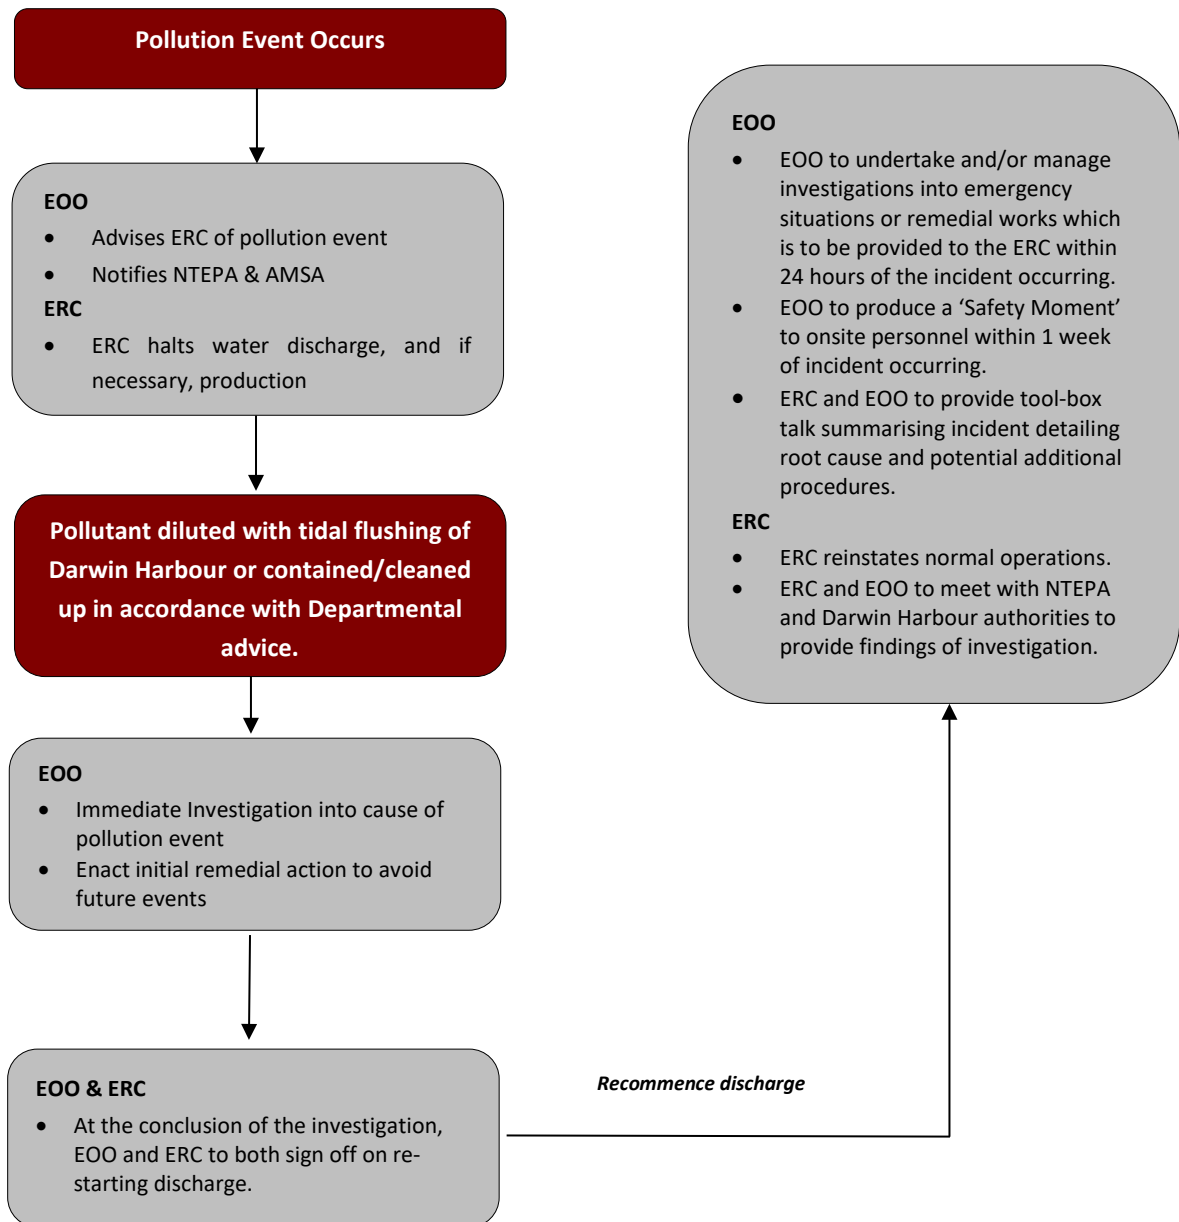 Pollution Event Occurs
EOO
• Advises ERC of pollution event
• Notifies NTEPA & AMSA
ERC
• ERC halts water discharge, and if
necessary, production
Pollutant diluted with tidal flushing of
Darwin Harbour or contained/cleaned
up in accordance with Departmental
advice.
EOO
• Immediate Investigation into cause of
pollution event
• Enact initial remedial action to avoid
future events
EOO & ERC
• At the conclusion of the investigation,
EOO and ERC to both sign off on re-
starting discharge.
Recommence discharge
EOO
• EOO to undertake and/or manage
investigations into emergency
situations or remedial works which
is to be provided to the ERC within
24 hours of the incident occurring.
• EOO to produce a ‘Safety Moment’
to onsite personnel within 1 week
of incident occurring.
• ERC and EOO to provide tool-box
talk summarising incident detailing
root cause and potential additional
procedures.
ERC
• ERC reinstates normal operations.
• ERC and EOO to meet with NTEPA
and Darwin Harbour authorities to
provide findings of investigation.